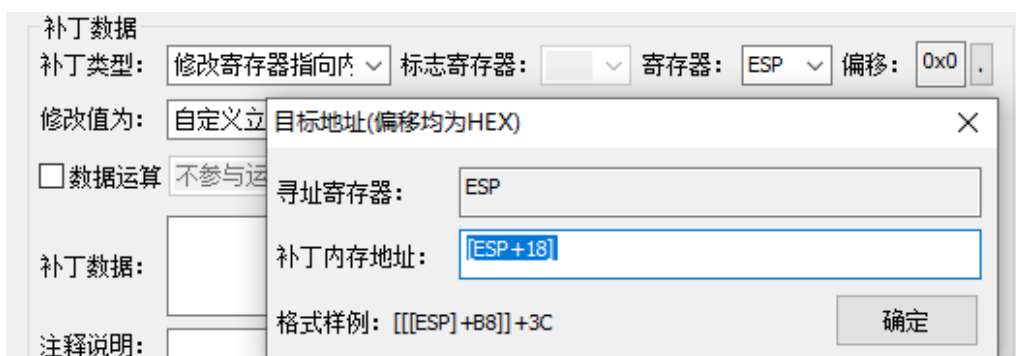 补丁数据
补丁类型: 修改寄存器指向内 标志寄存器: 寄存器: ESP 偏移: 0x0 .
修改值为: 自定义立
目标地址(偏移均为HEX)
数据运算 不参与运
寻址寄存器: ESP
补丁内存地址: [ESP+18]
补丁数据:
格式样例: [[[ESP]+B8]]+3C 确定
注释说明: